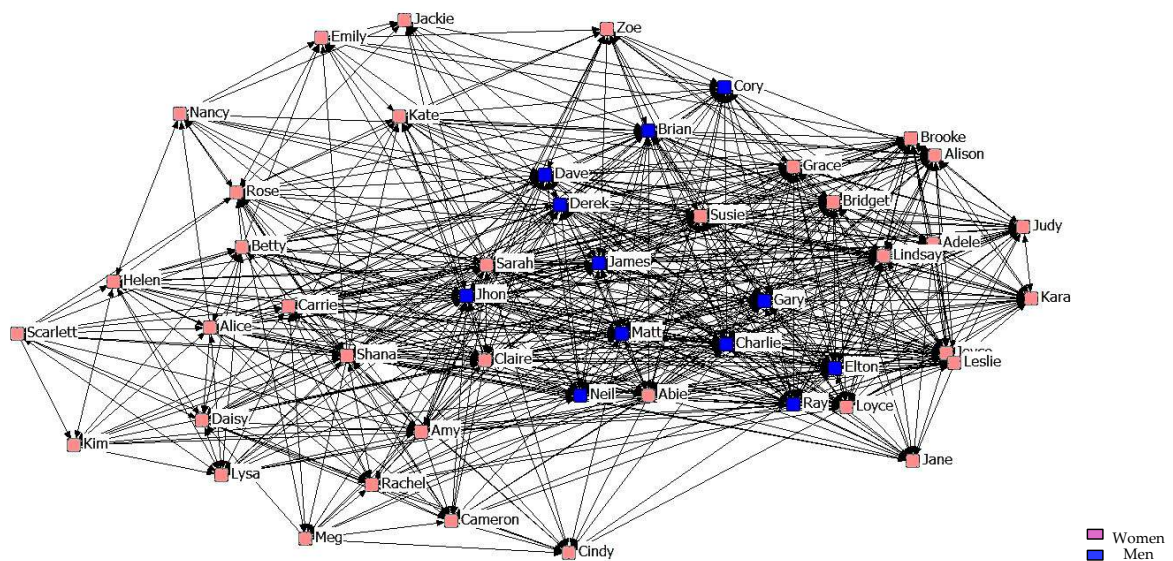 Jackie
Emily
Zoe
Cory
Nancy
Kate
Brian
Brooke
Alison
Grace
Dave
Rose
Bridget
Derek
Susie
Judy
Betty
Adele
Lindsay
Sarah
James
Helen
Jhon
Gary
Kara
Carrie
Scarlett
Alice
Matt
Charlie
Shana
Claire
Joyce
Leslie
Elton
Neil
Abie
Ray
Loyce
Daisy
Amy
Kim
Jane
Lysa
Rachel
Cameron
Meg
Cindy
Women
Men